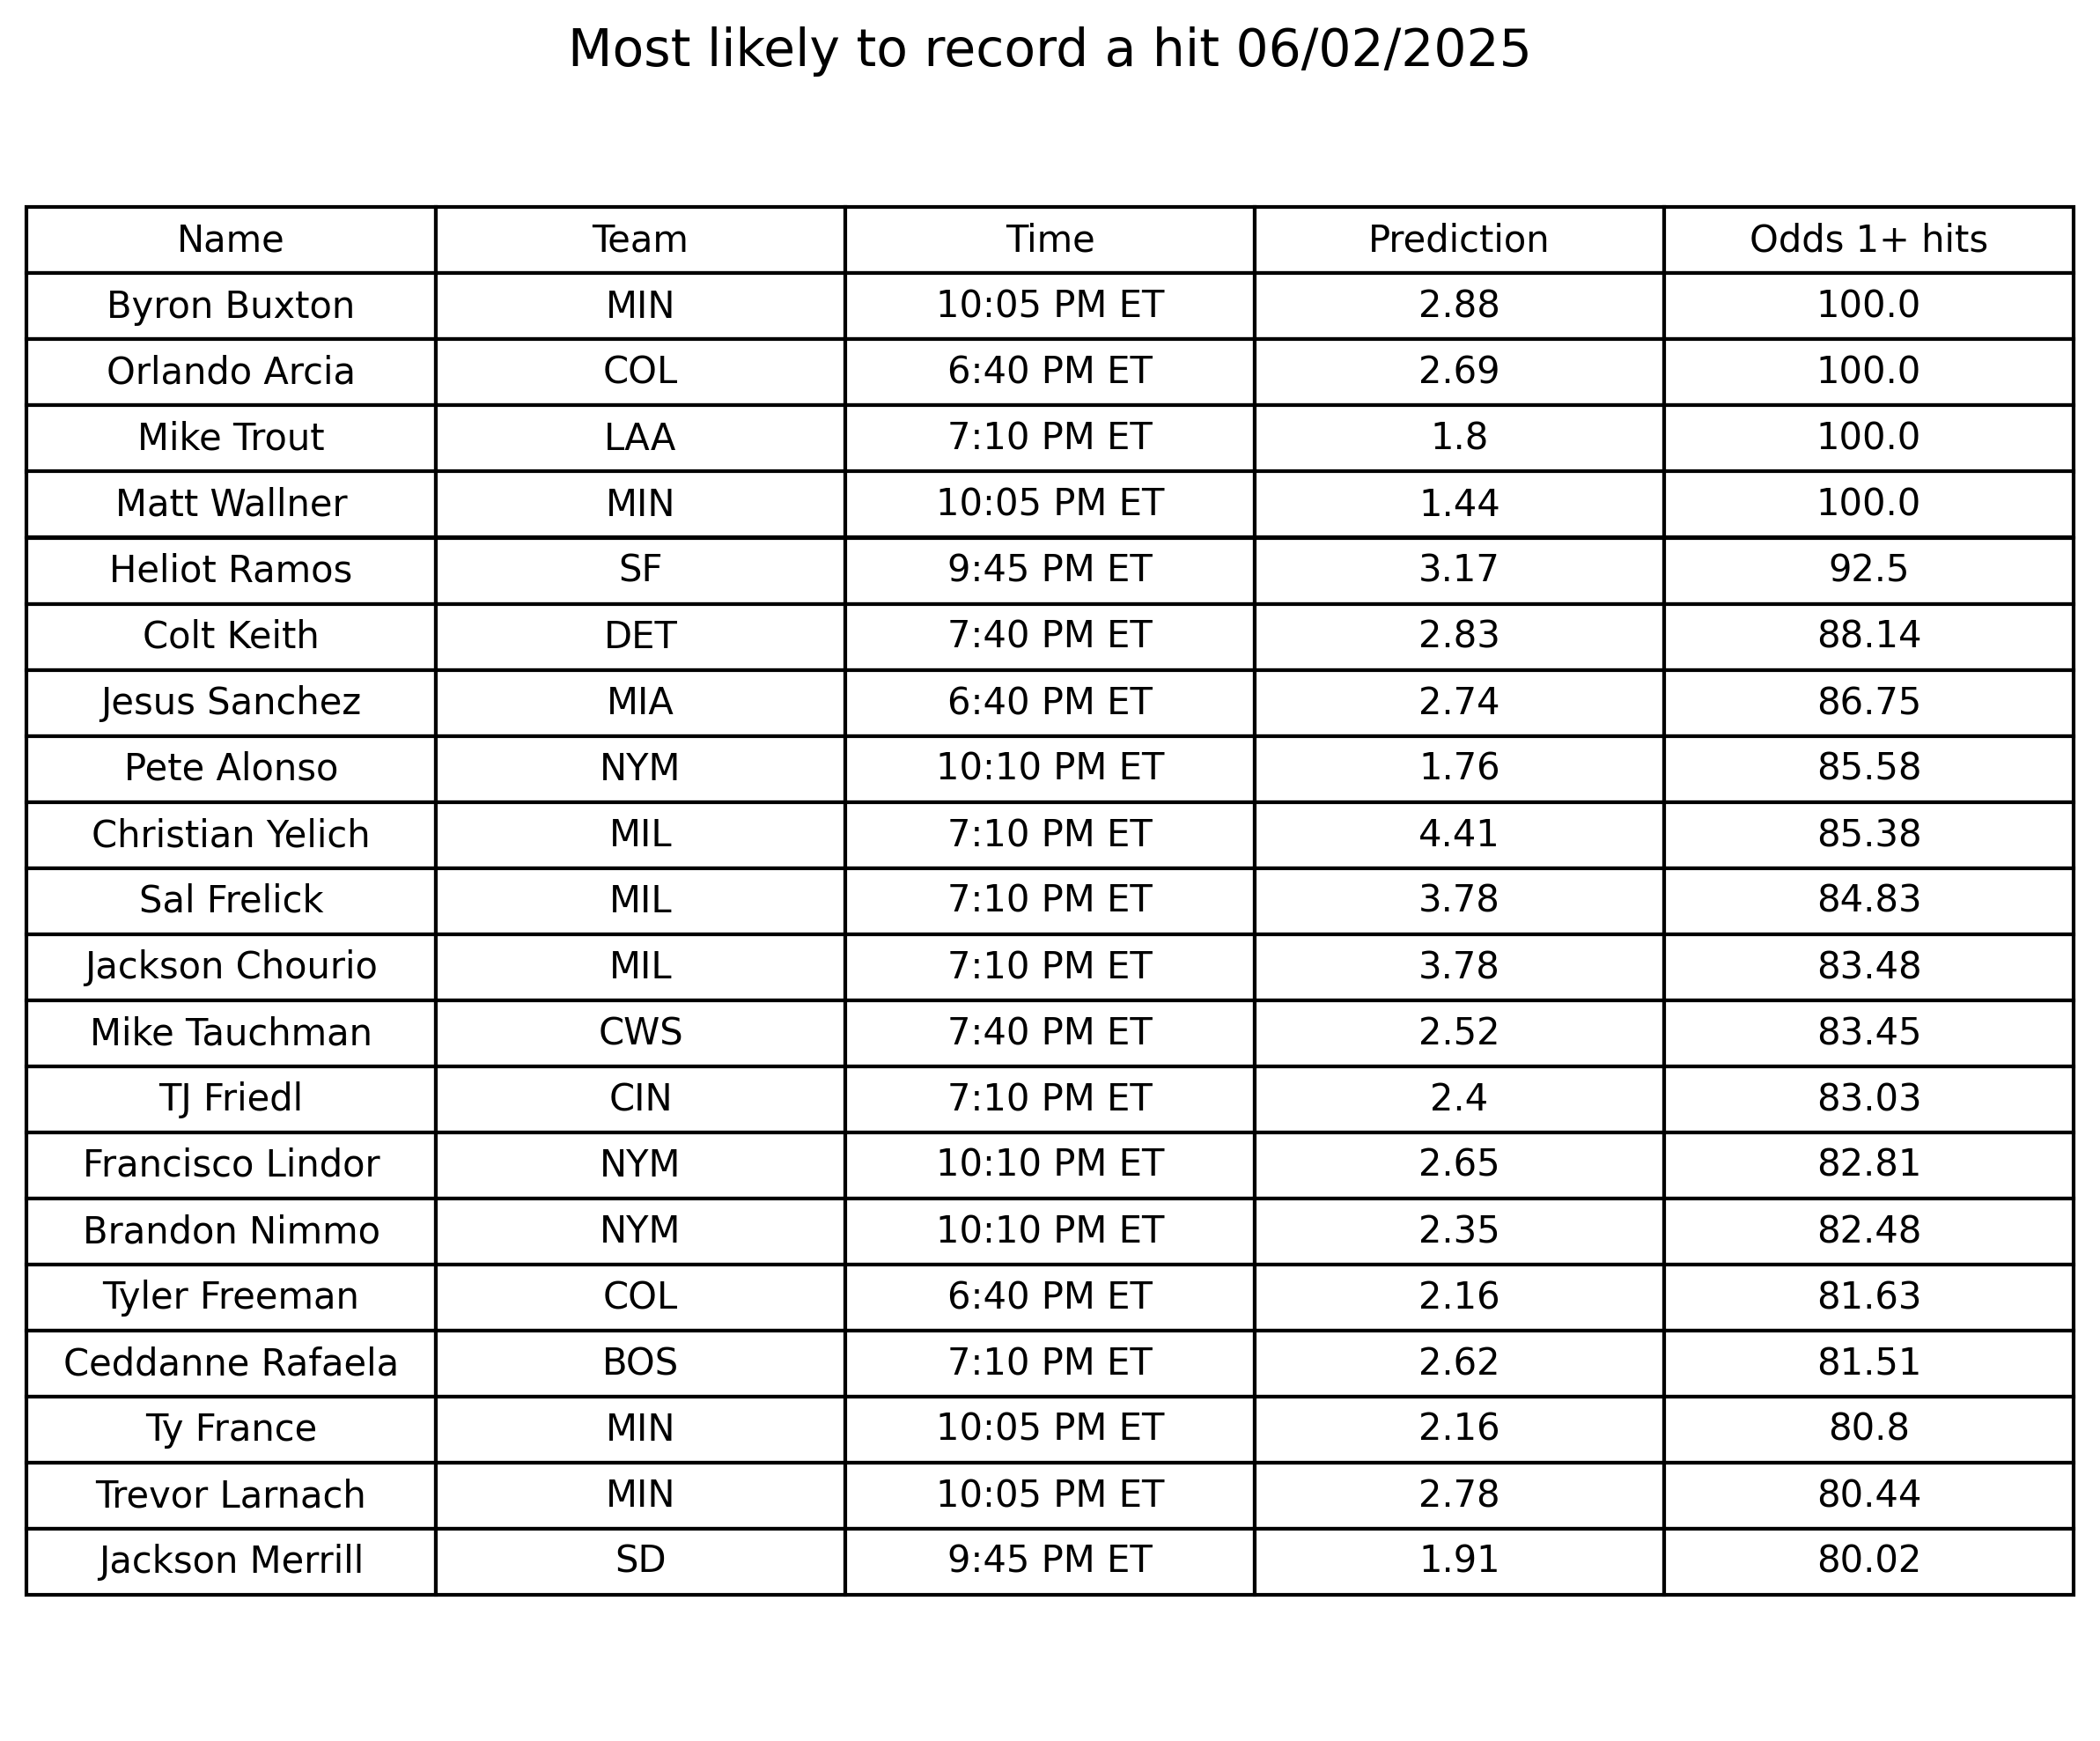 Most likely to record a hit 06/02/2025
Name Team Time Prediction Odds 1+ hits
Byron Buxton MIN 10:05 PM ET 2.88 100.0
Orlando Arcia COL 6:40 PM ET 2.69 100.0
Mike Trout LAA 7:10 PM ET 1.8 100.0
Matt Wallner MIN 10:05 PM ET 1.44 100.0
Heliot Ramos SF 9:45 PM ET 3.17 92.5
Colt Keith DET 7:40 PM ET 2.83 88.14
Jesus Sanchez MIA 6:40 PM ET 2.74 86.75
Pete Alonso NYM 10:10 PM ET 1.76 85.58
Christian Yelich MIL 7:10 PM ET 4.41 85.38
Sal Frelick MIL 7:10 PM ET 3.78 84.83
Jackson Chourio MIL 7:10 PM ET 3.78 83.48
Mike Tauchman CWS 7:40 PM ET 2.52 83.45
TJ Friedl CIN 7:10 PM ET 2.4 83.03
Francisco Lindor NYM 10:10 PM ET 2.65 82.81
Brandon Nimmo NYM 10:10 PM ET 2.35 82.48
Tyler Freeman COL 6:40 PM ET 2.16 81.63
Ceddanne Rafaela BOS 7:10 PM ET 2.62 81.51
Ty France MIN 10:05 PM ET 2.16 80.8
Trevor Larnach MIN 10:05 PM ET 2.78 80.44
Jackson Merrill SD 9:45 PM ET 1.91 80.02